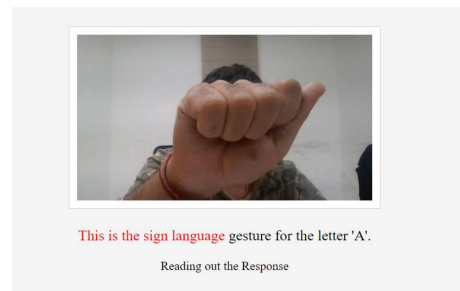 This is the sign language gesture for the letter 'A'.
Reading out the Response